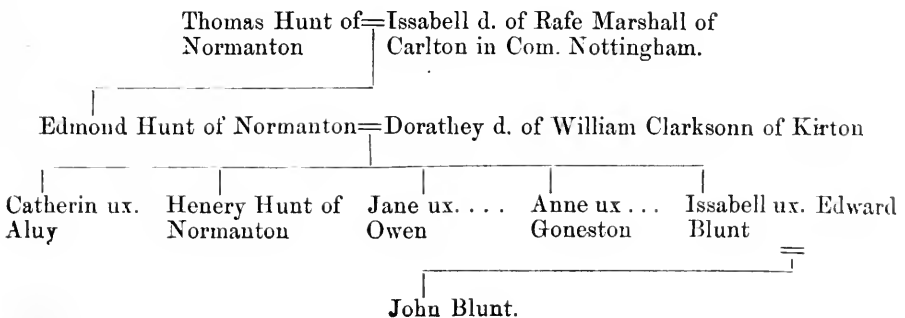 Thomas Hunt of=Issabell d. of Rafe Marshall of
Normanton Carlton in Com. Nottingham.
Edmond Hunt of Normanton=Dorathey d. of William Clarksonn of Kirton
Catherin ux. Henery Hunt of Jane ux. . . . Anne ux . . . Issabell ux. Edward
Aluy Normanton Owen Goneston Blunt
=
John Blunt.